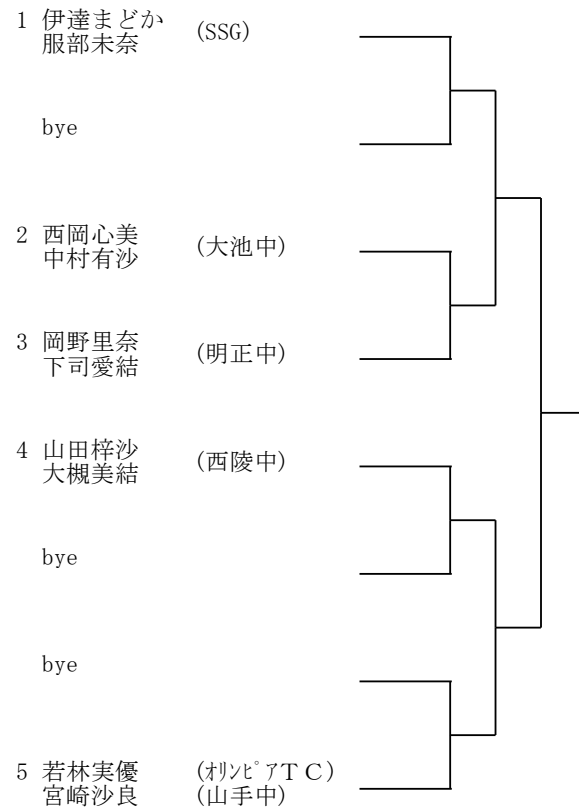 1 伊達まどか (SSG)
服部未奈
bye
2 西岡心美 (大池中)
中村有沙
3 岡野里奈 (明正中)
下司愛結
4 山田梓沙 (西陵中)
大槻美結
bye
bye
5 若林実優 (ｵﾘﾝﾋﾟｱＴＣ)
宮崎沙良 (山手中)